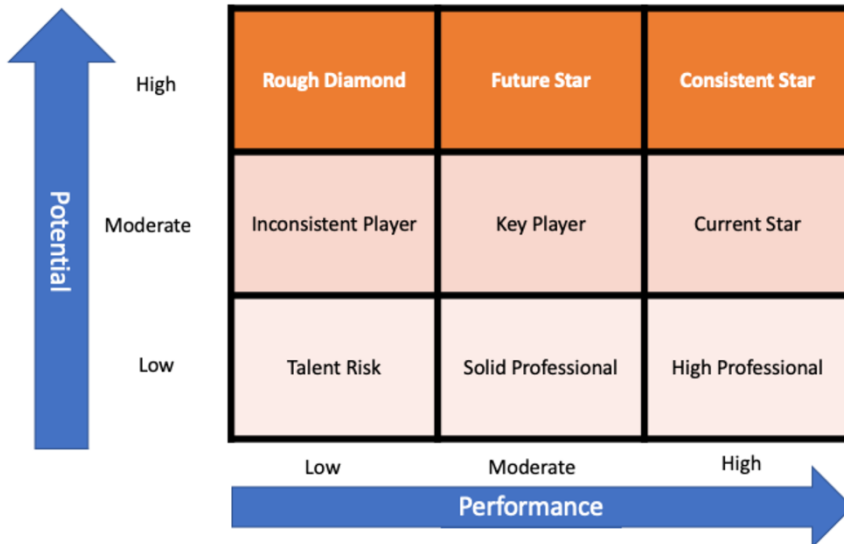 High
Rough Diamond
Future Star
Consistent Star
Potential
Moderate
Inconsistent Player
Key Player
Current Star
Low
Talent Risk
Solid Professional
High Professional
Low
Moderate
High
Performance